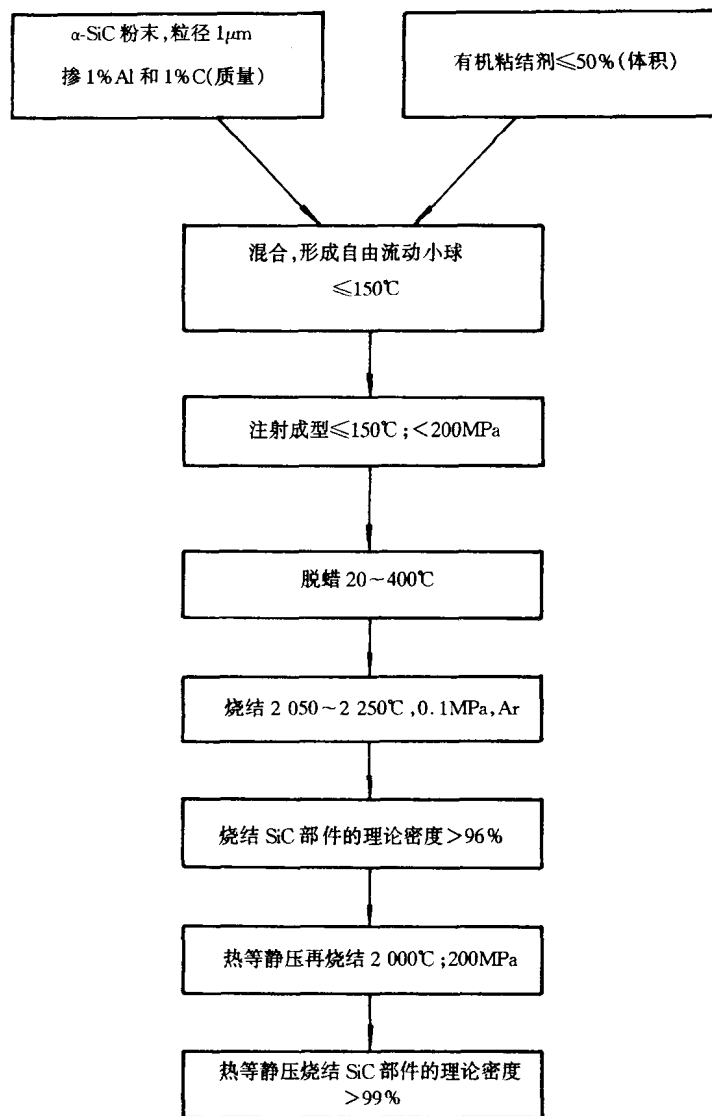 α-SiC 粉末,粒径 1μm
掺 1%Al 和 1%C(质量)
有机粘结剂≤50%(体积)
混合,形成自由流动小球
≤150℃
注射成型≤150℃;<200MPa
脱蜡 20~400℃
烧结 2 050~2 250℃,0.1MPa,Ar
烧结 SiC 部件的理论密度>96%
热等静压再烧结 2 000℃;200MPa
热等静压烧结 SiC 部件的理论密度
>99%